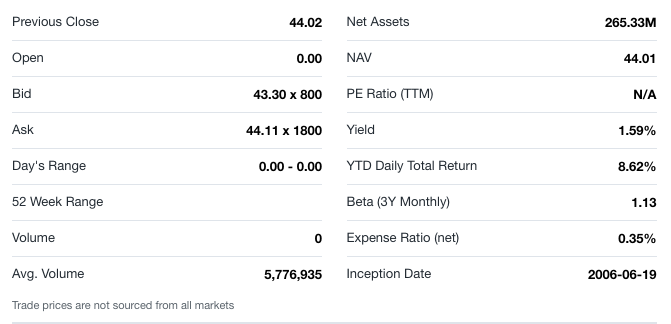 Previous Close 44.02
Open 0.00
Bid 43.30 x 800
Ask 44.11 x 1800
Day's Range 0.00 - 0.00
52 Week Range
Volume 0
Avg. Volume 5,776,935
Net Assets 265.33M
NAV 44.01
PE Ratio (TTM) N/A
Yield 1.59%
YTD Daily Total Return 8.62%
Beta (3Y Monthly) 1.13
Expense Ratio (net) 0.35%
Inception Date 2006-06-19
Trade prices are not sourced from all markets